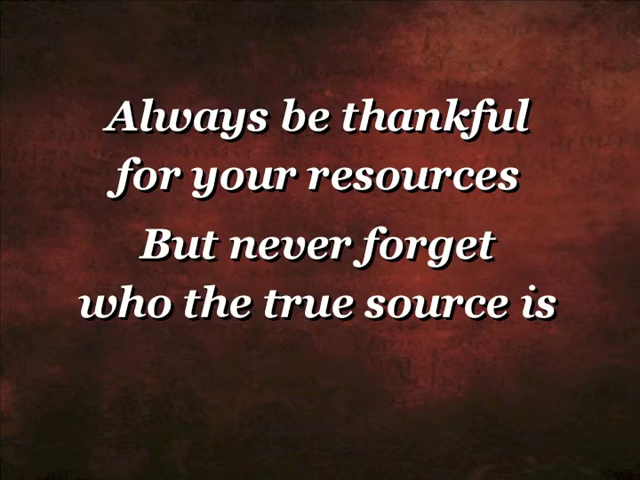 Always be thankful
for your resources
But never forget
who the true source is